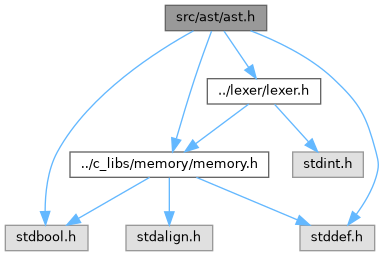 src/ast/ast.h
../lexer/lexer.h
../c_libs/memory/memory.h
stdint.h
stdbool.h
stdalign.h
stddef.h